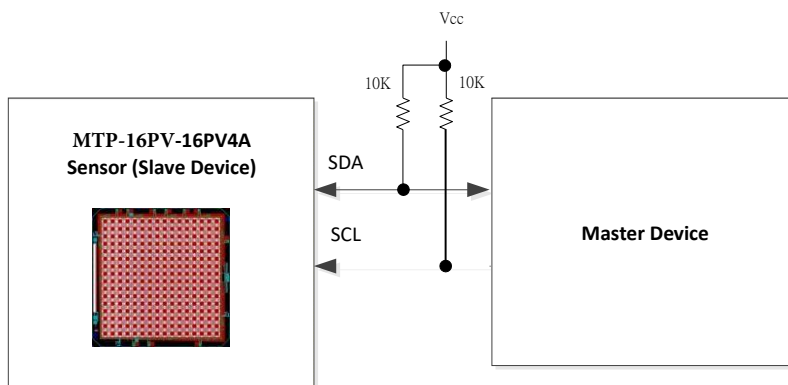 Vcc
10K
10K
MTP-16PV-16PV4A
Sensor (Slave Device)
SDA
SCL
Master Device